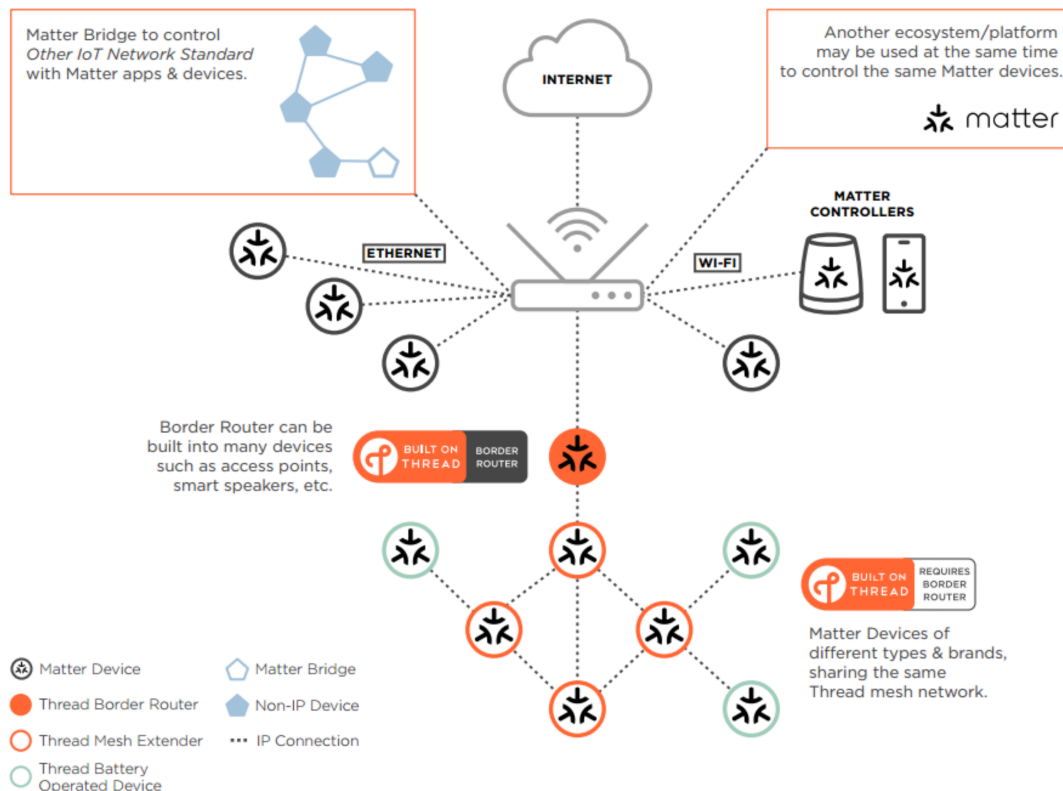 Matter Bridge to control
Other IoT Network Standard
with Matter apps & devices.
INTERNET
Another ecosystem/platform
may be used at the same time
to control the same Matter devices.
matter
MATTER
CONTROLLERS
ETHERNET
WI-FI
Border Router can be
built into many devices
such as access points,
smart speakers, etc.
BUILT ON
THREAD
BORDER
ROUTER
BUILT ON
THREAD
REQUIRES
BORDER
ROUTER
Matter Devices of
different types & brands,
sharing the same
Thread mesh network.
Matter Device
Thread Border Router
Thread Mesh Extender
Thread Battery
Operated Device
Matter Bridge
Non-IP Device
IP Connection